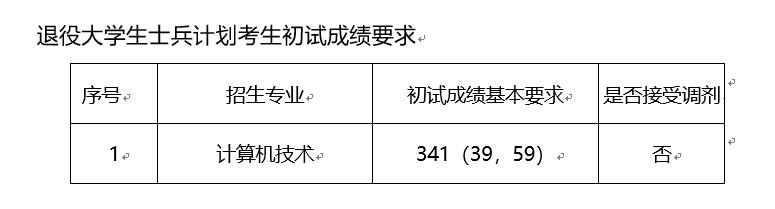 退役大学生士兵计划考生初试成绩要求
序号 招生专业 初试成绩基本要求 是否接受调剂
1 计算机技术 341（39，59） 否